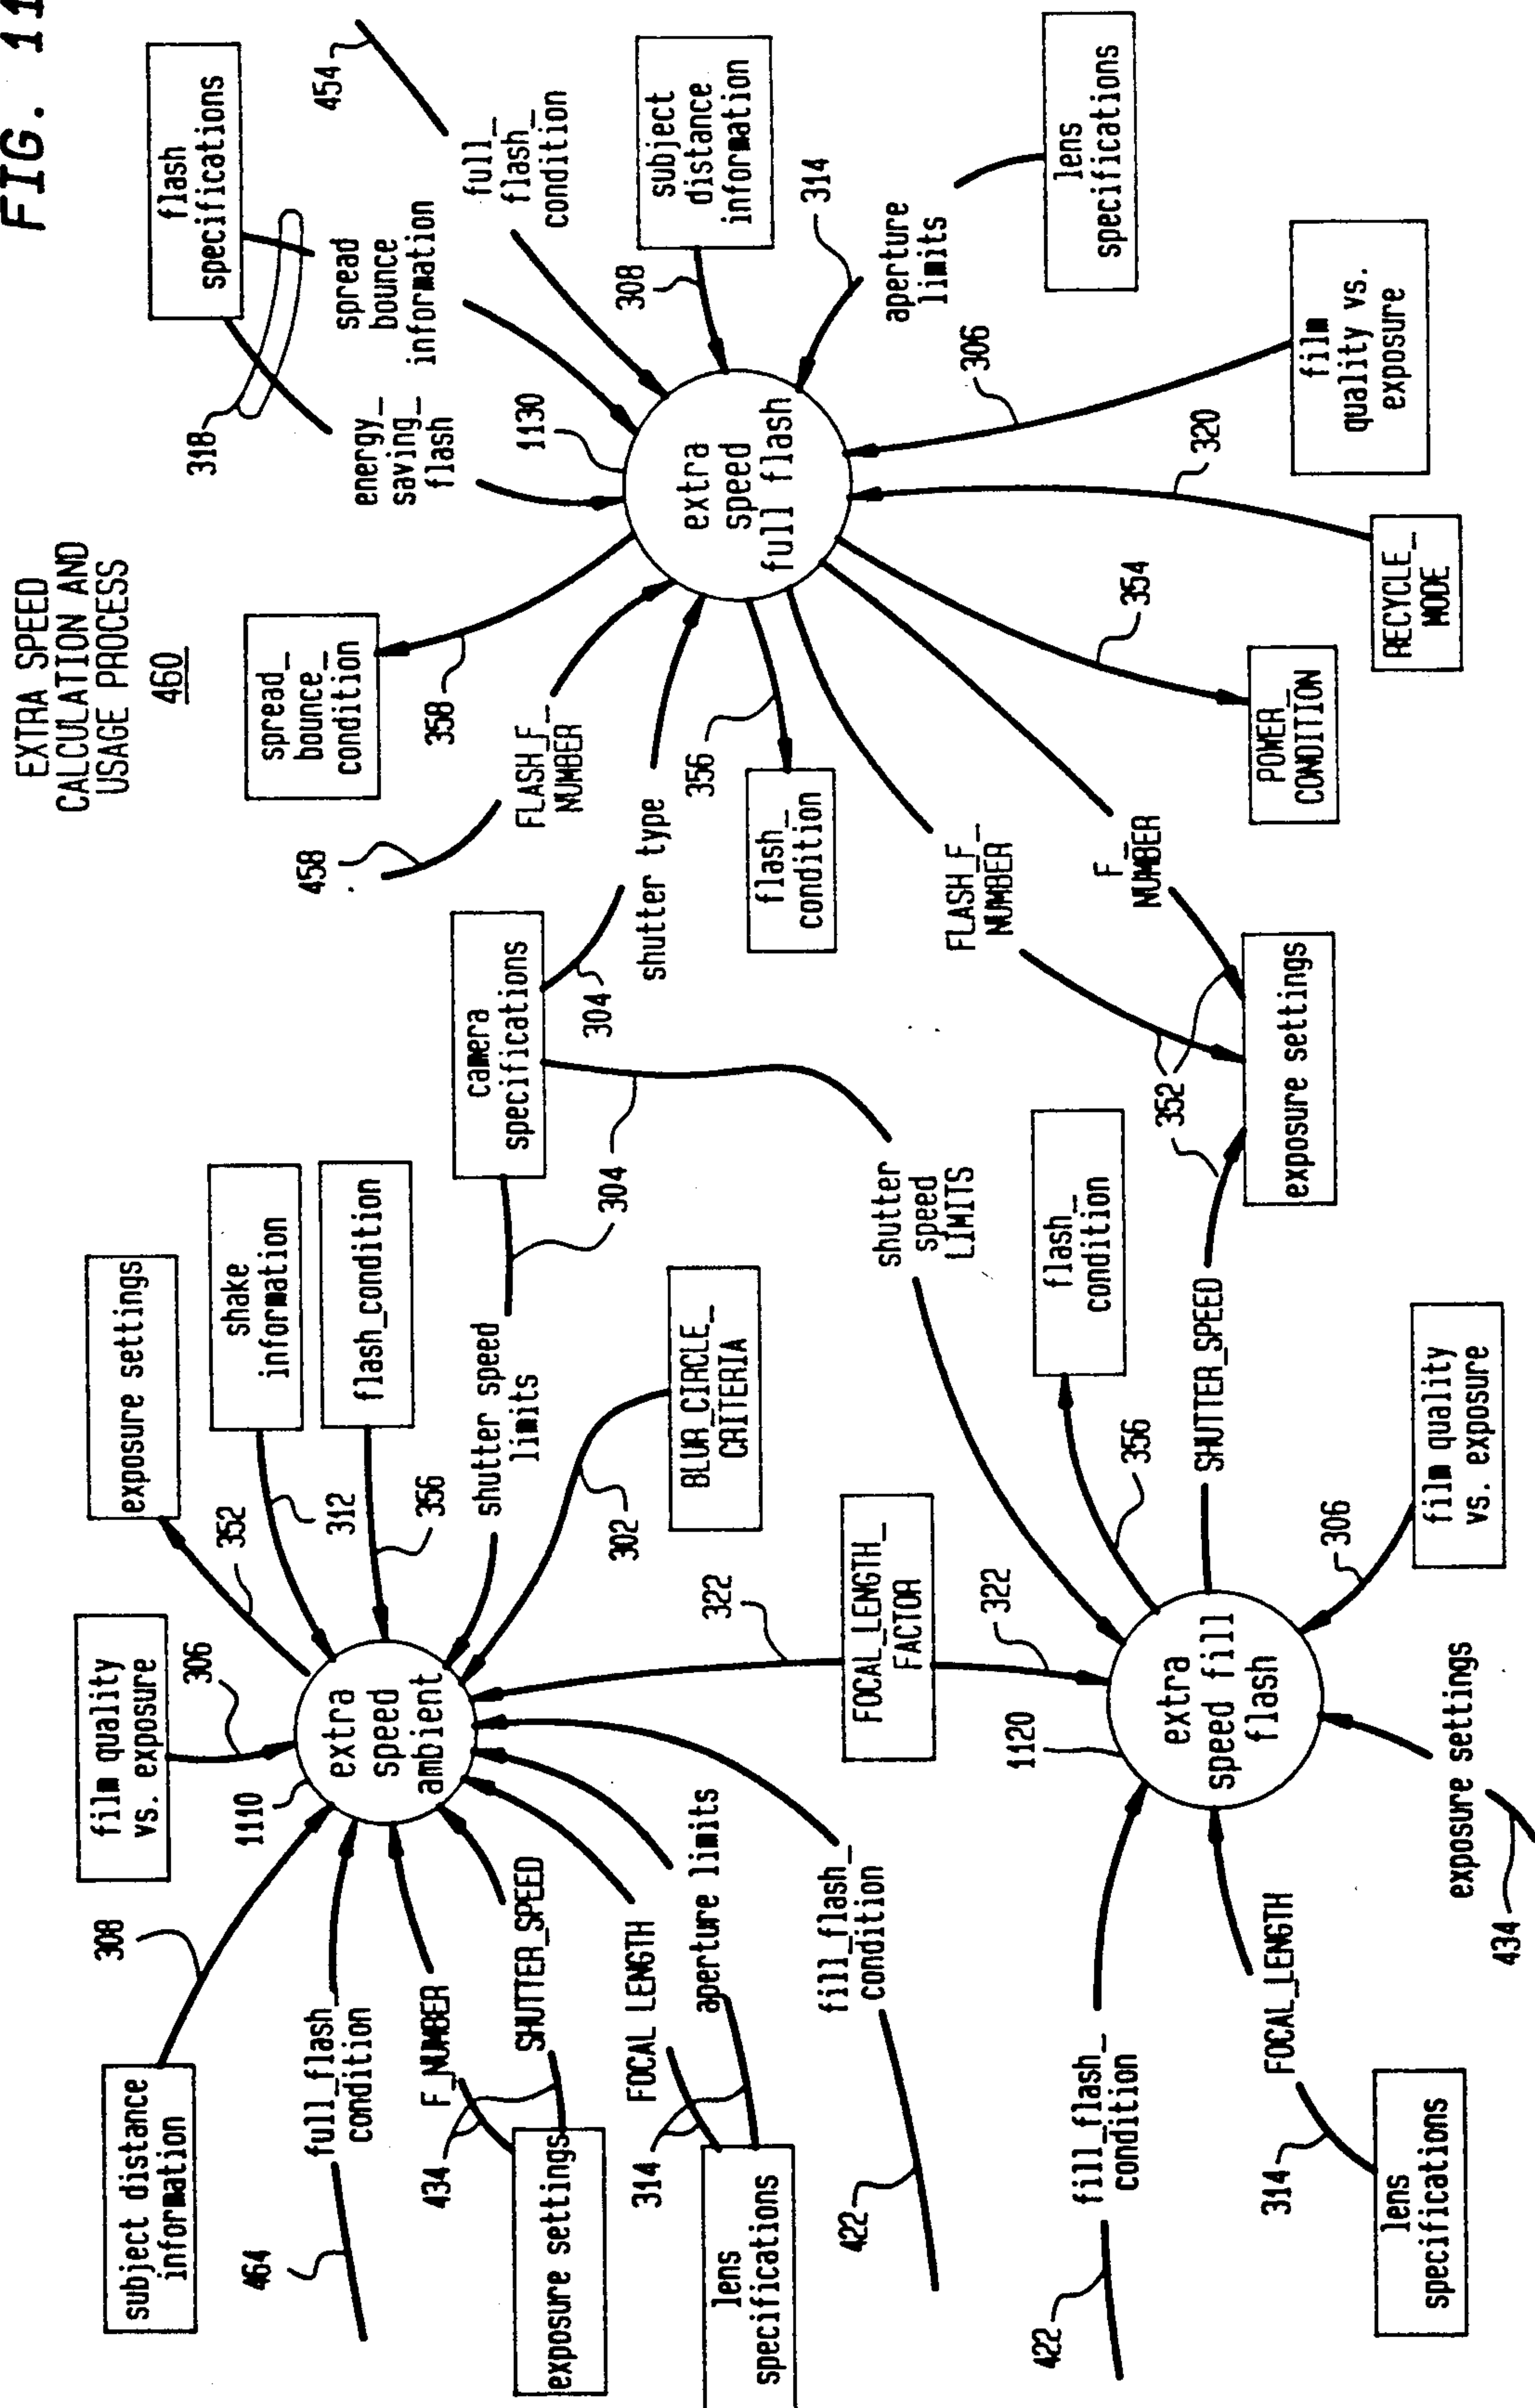 FIG. 11
EXTRA SPEED
CALCULATION AND
USAGE PROCESS
460
subject distance
information
308
film quality
vs. exposure
306
exposure settings
352
shake
information
312
flash_condition
356
1110
extra
speed
ambient
464
full_flash_
condition
434
F_NUMBER
SHUTTER_SPEED
exposure settings
314
FOCAL LENGTH
aperture limits
lens
specifications
422
fill_flash_
condition
shutter speed
limits
302
BLUR_CIRCLE_
CRITERIA
322
FOCAL_LENGTH_
FACTOR
322
camera
specifications
304
304
shutter type
shutter
speed
LIMITS
422
fill_flash_
condition
314
FOCAL_LENGTH
lens
specifications
434
exposure settings
1120
extra
speed fill
flash
306
film quality
vs. exposure
356
flash_
condition
SHUTTER_SPEED
352
exposure settings
458
FLASH_F_
NUMBER
spread_
bounce_
condition
358
356
flash_
condition
FLASH_F_
NUMBER
F_
NUMBER
354
POWER_
CONDITION
318
flash
specifications
energy_
saving_
flash
spread
bounce
information
454
full_
flash_
condition
1130
extra
speed
full flash
308
subject
distance
information
314
aperture
limits
lens
specifications
306
film
quality vs.
exposure
320
RECYCLE_
MODE